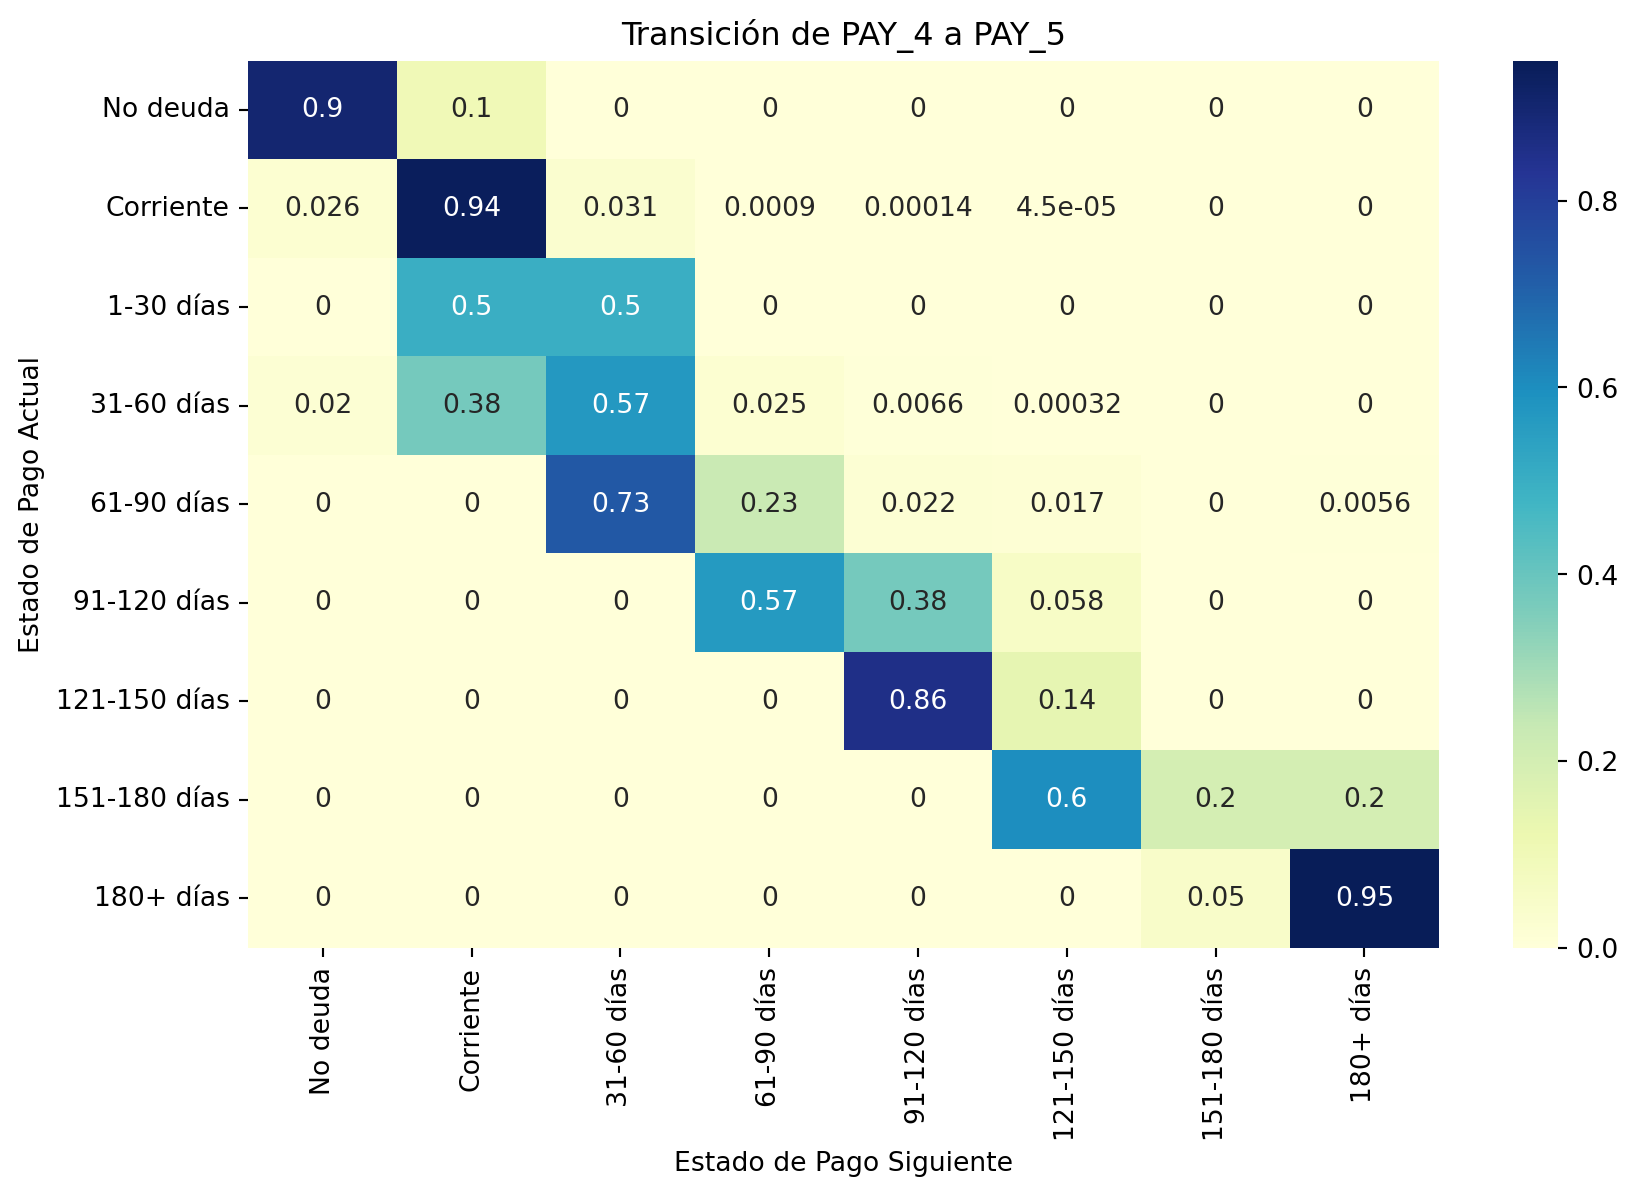 Transición de PAY_4 a PAY_5
No deuda 0.9 0.1 0 0 0 0 0 0
Corriente 0.026 0.94 0.031 0.0009 0.00014 4.5e-05 0 0
1-30 días 0 0.5 0.5 0 0 0 0 0
31-60 días 0.02 0.38 0.57 0.025 0.0066 0.00032 0 0
61-90 días 0 0 0.73 0.23 0.022 0.017 0 0.0056
91-120 días 0 0 0 0.57 0.38 0.058 0 0
121-150 días 0 0 0 0 0.86 0.14 0 0
151-180 días 0 0 0 0 0 0.6 0.2 0.2
180+ días 0 0 0 0 0 0 0.05 0.95
Estado de Pago Actual
No deuda
Corriente
31-60 días
61-90 días
91-120 días
121-150 días
151-180 días
180+ días
Estado de Pago Siguiente
0.8
0.6
0.4
0.2
0.0